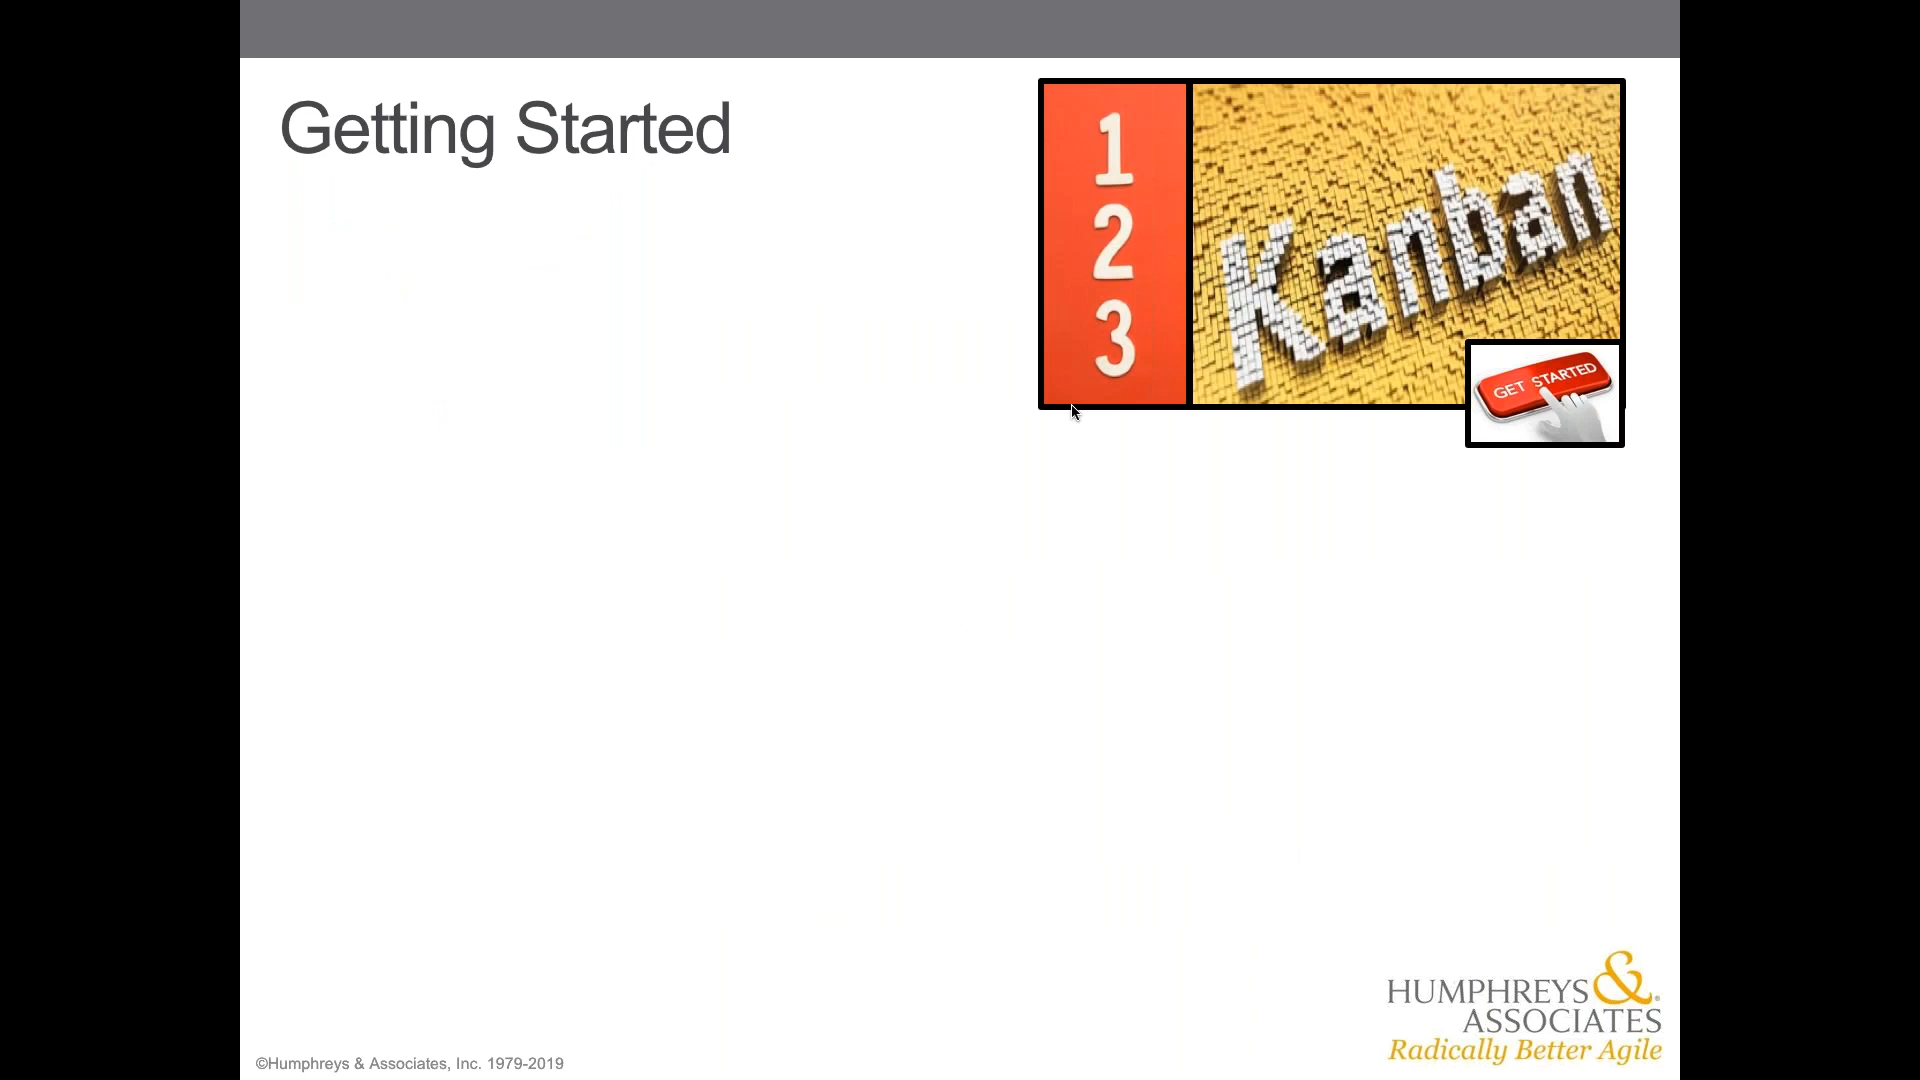 Getting Started
1
2
3
Kanban
GET STARTED
HUMPHREYS &
ASSOCIATES
Radically Better Agile
©Humphreys & Associates, Inc. 1979-2019